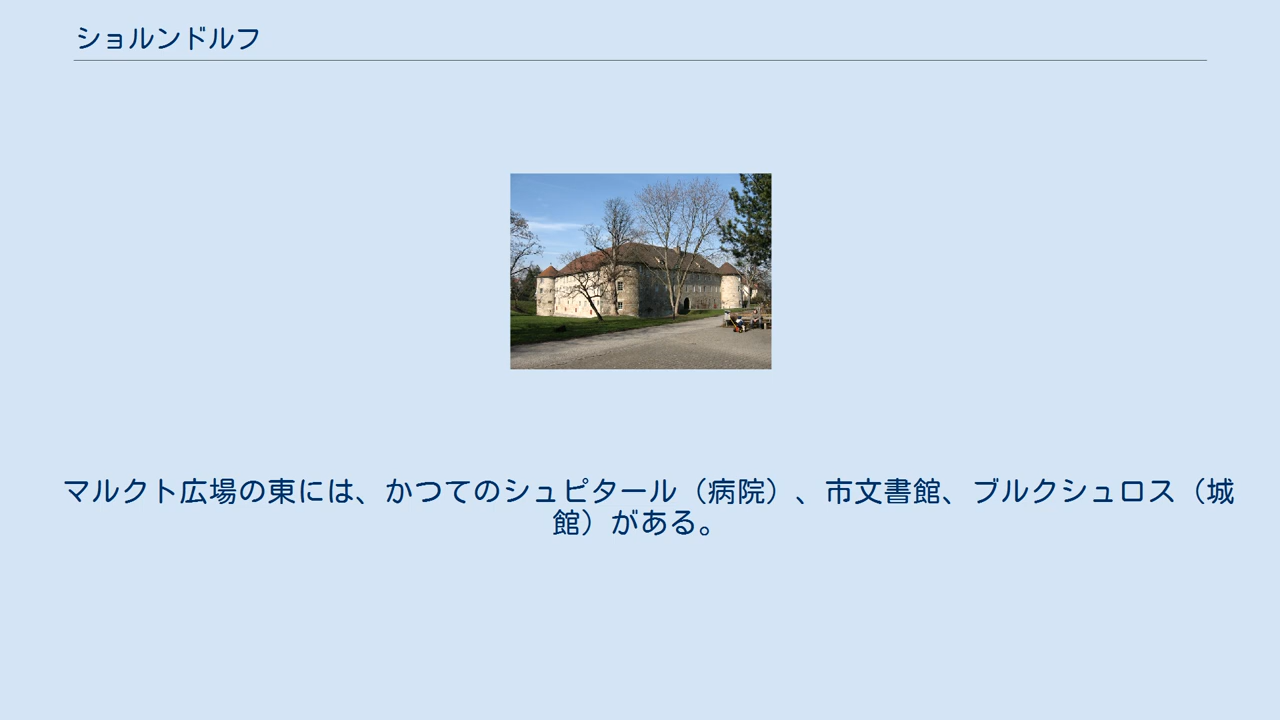 ショルンドルフ
マルクト広場の東には、かつてのシュピタール（病院）、市文書館、ブルクシュロス（城
館）がある。